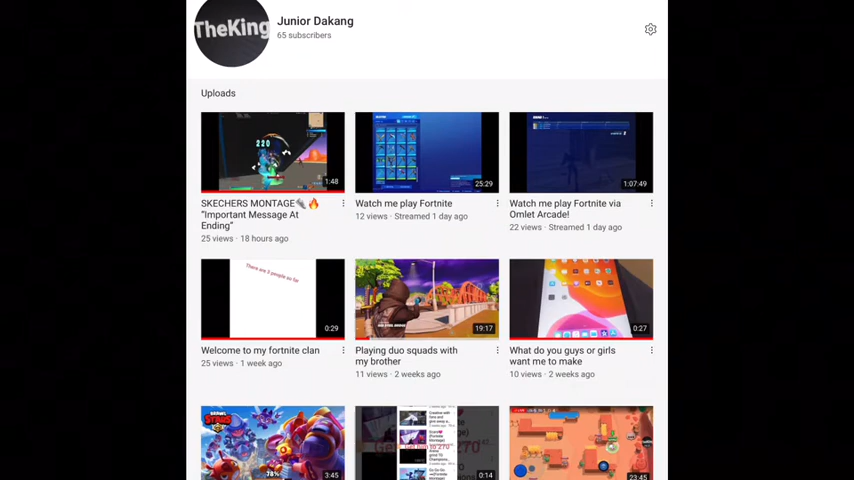 TheKing
Junior Dakang
65 subscribers
Uploads
220
1:48
25:29
1:07:49
SKECHERS MONTAGE🔌🔥
"Important Message At
Ending"
25 views · 18 hours ago
Watch me play Fortnite
12 views · Streamed 1 day ago
Watch me play Fortnite via
Omlet Arcade!
22 views · Streamed 1 day ago
There are 3 people so far
0:29
19:17
0:27
Welcome to my fortnite clan
25 views · 1 week ago
Playing duo squads with
my brother
11 views · 2 weeks ago
What do you guys or girls
want me to make
10 views · 2 weeks ago
BRAWL
STARS
78%
3:45
0:14
23:45